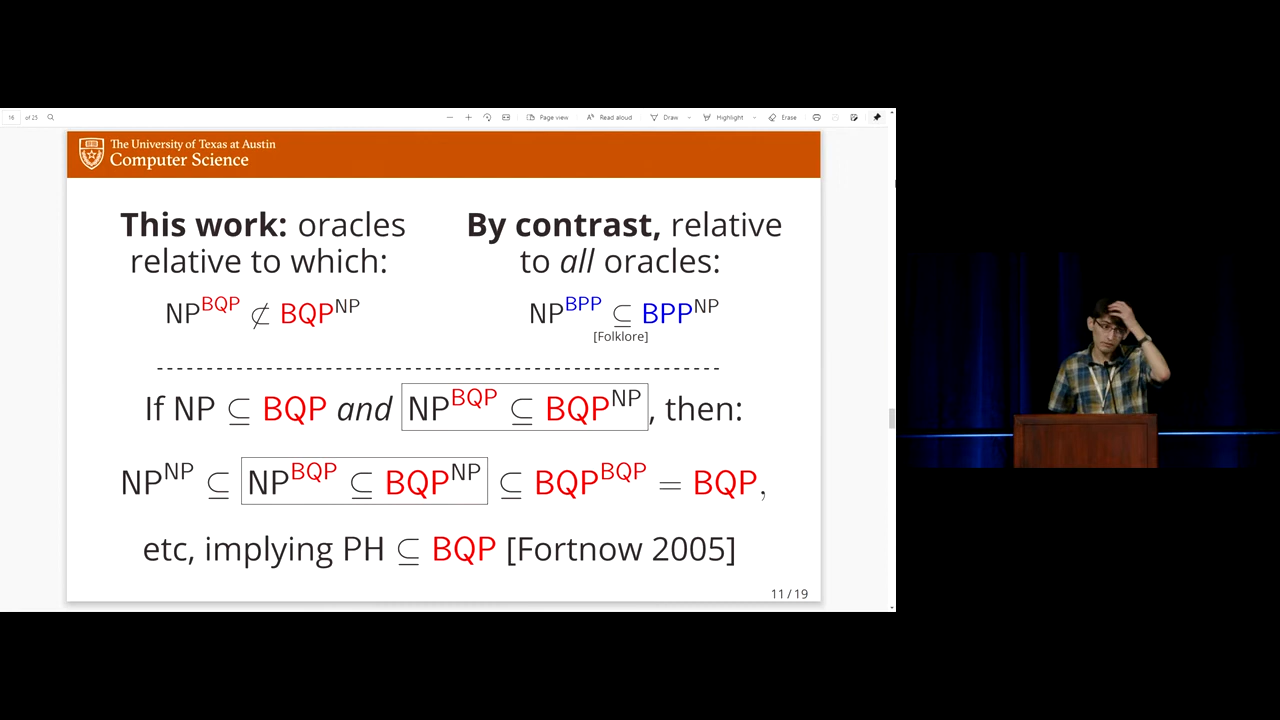 16 of 25
Page view
Read aloud
Draw
Highlight
Erase
The University of Texas at Austin
Computer Science
This work: oracles
relative to which:
NP^BQP ⊄ BQP^NP
By contrast, relative
to all oracles:
NP^BPP ⊆ BPP^NP
[Folklore]
If NP ⊆ BQP and NP^BQP ⊆ BQP^NP, then:
NP^NP ⊆ NP^BQP ⊆ BQP^NP ⊆ BQP^BQP = BQP,
etc, implying PH ⊆ BQP [Fortnow 2005]
11 / 19